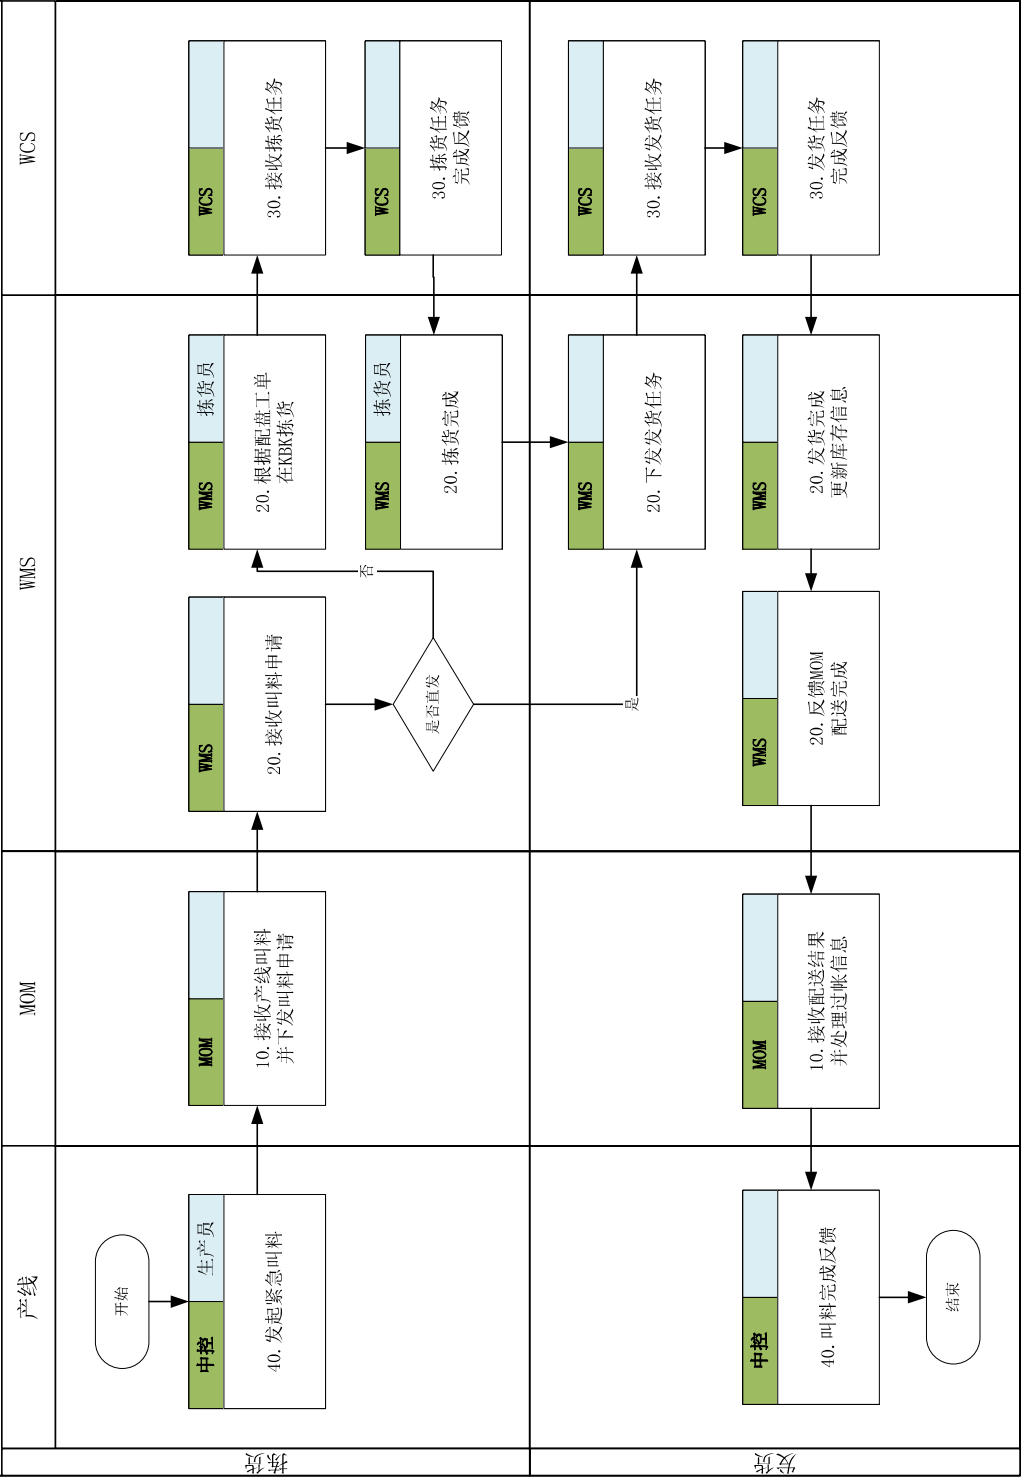 产线
MOM
WMS
WCS
拣货
开始
中控
生产员
40.发起紧急叫料
MOM
10.接收产线叫料
并下发叫料申请
WMS
20.接收叫料申请
是否直发
否
是
WMS
拣货员
20.根据配盘工单
在KBK拣货
WCS
30.接收拣货任务
WCS
30.拣货任务
完成反馈
WMS
拣货员
20.拣货完成
发货
WMS
20.下发发货任务
WCS
30.接收发货任务
WCS
30.发货任务
完成反馈
WMS
20.发货完成
更新库存信息
WMS
20.反馈MOM
配送完成
MOM
10.接收配送结果
并处理过帐信息
中控
40.叫料完成反馈
结束